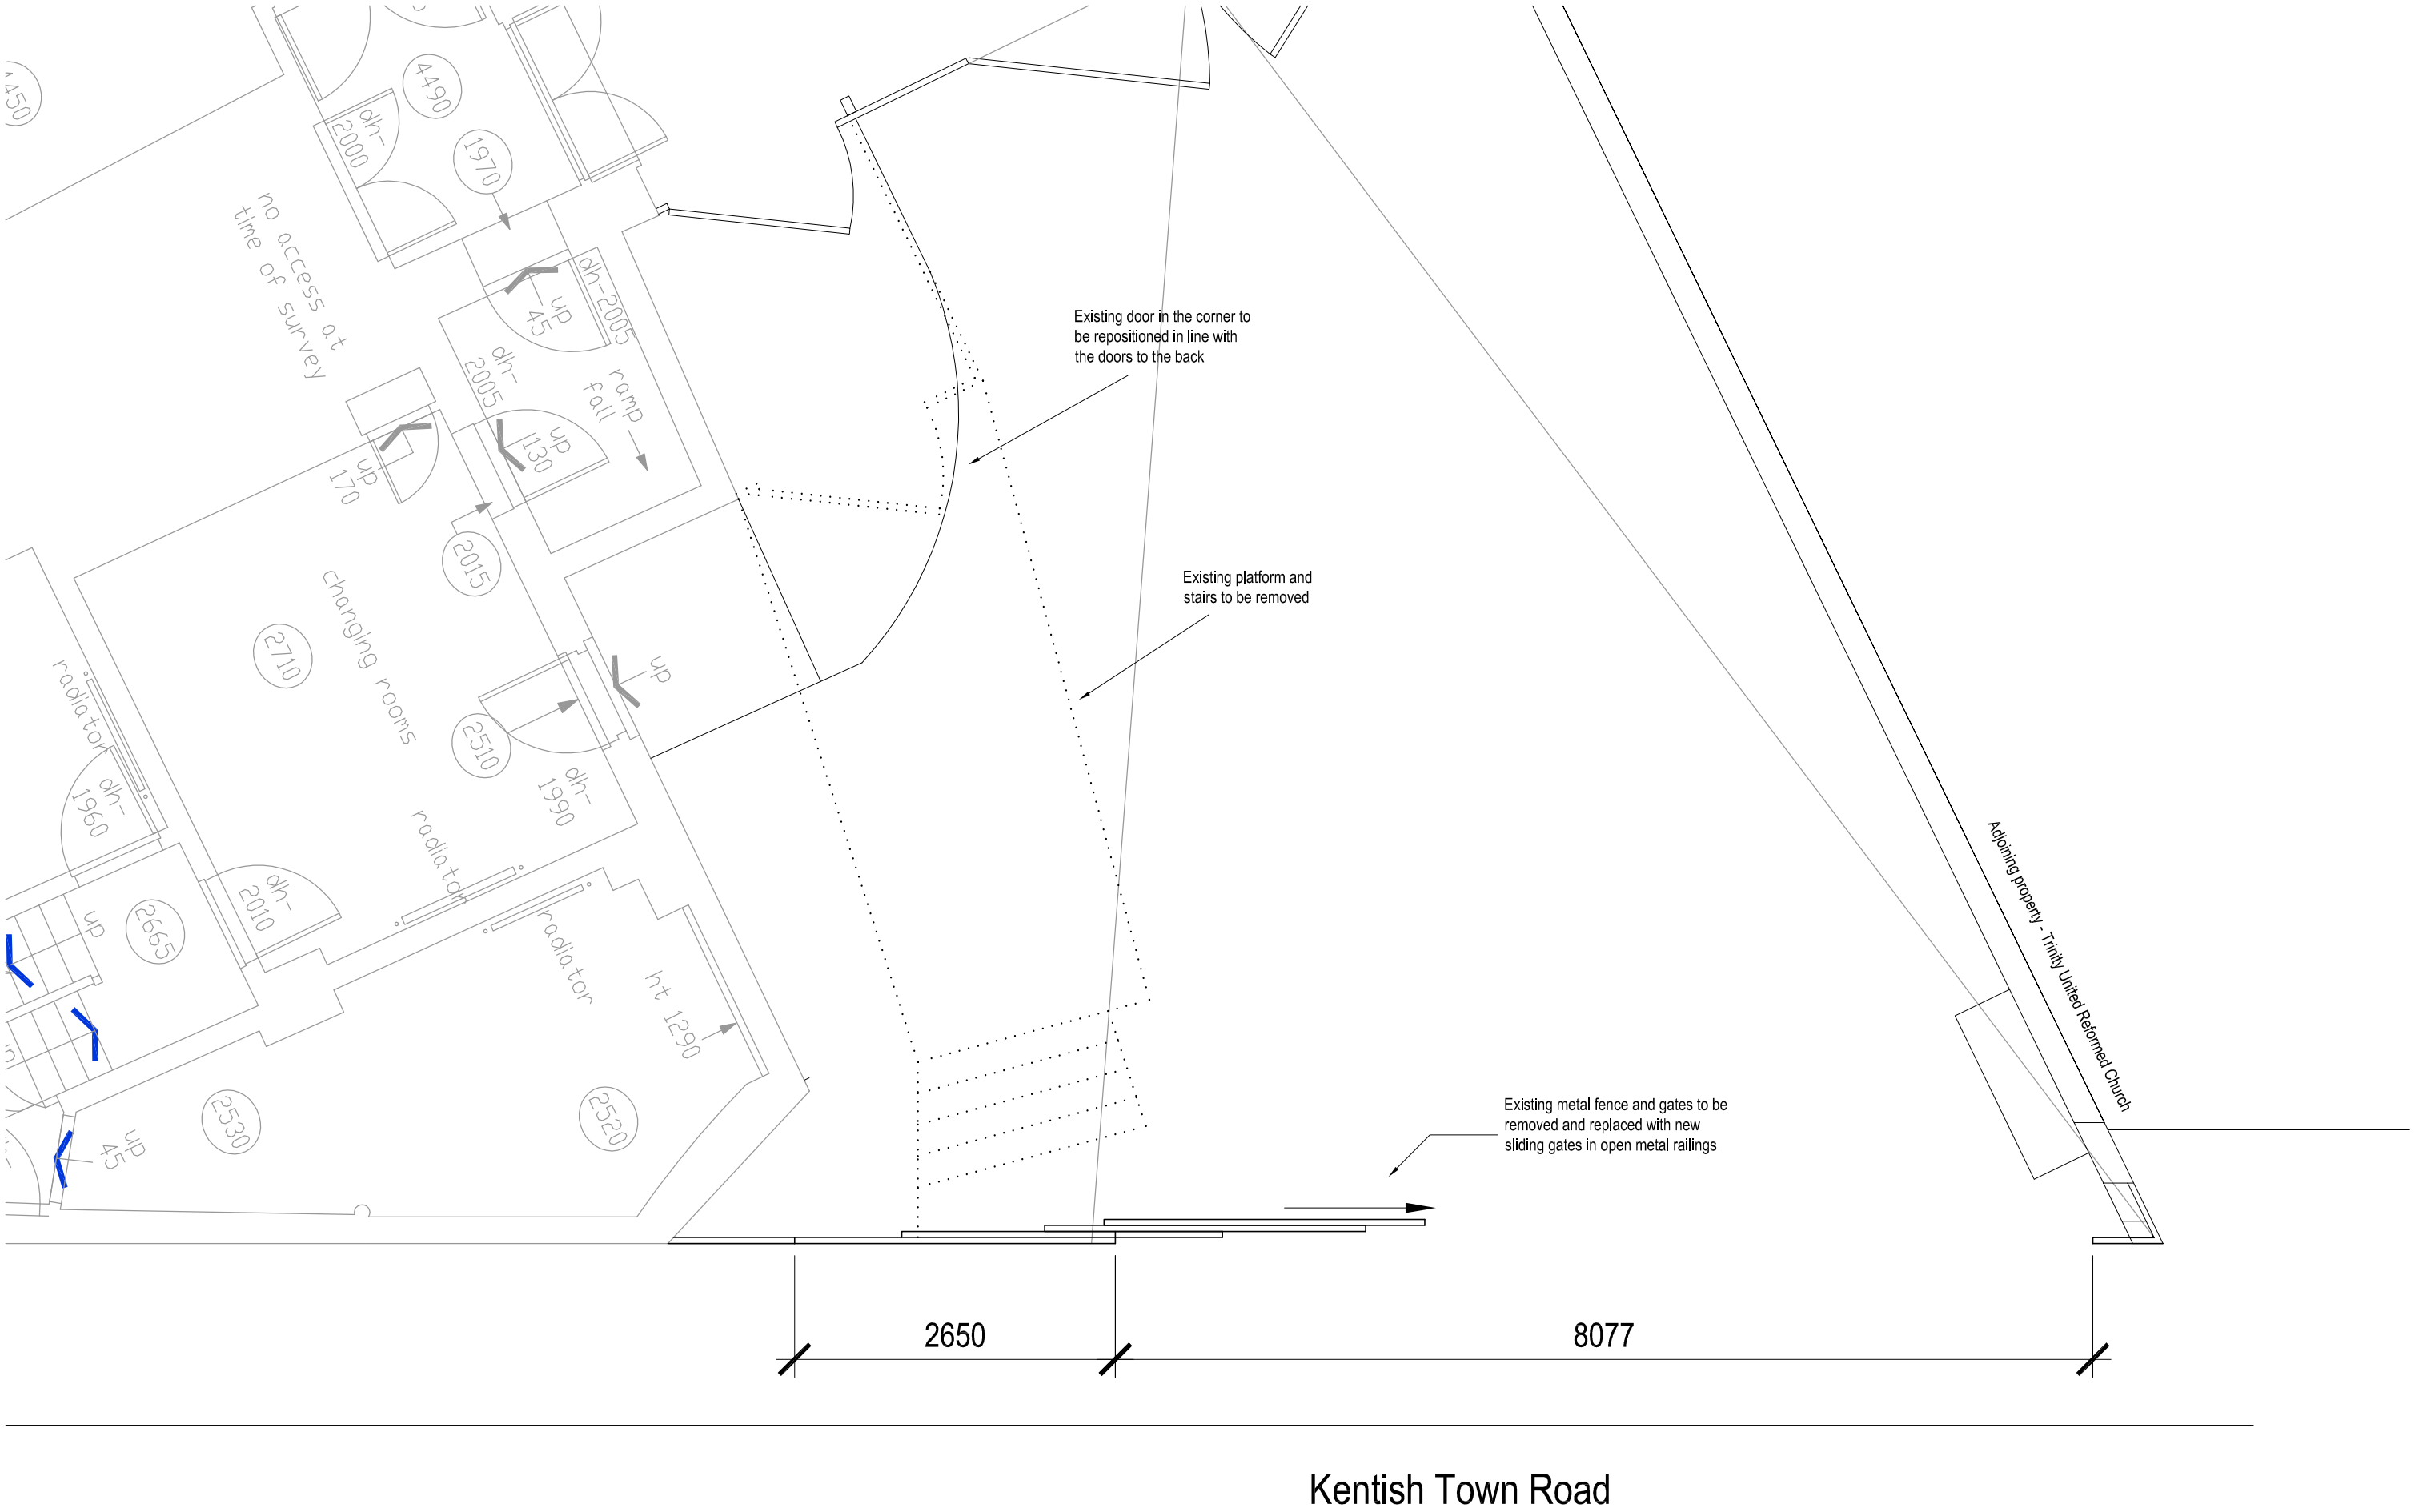 4450
4490
1970
dh-
2000
no access at
time of survey
up
45
dh-2005
dh-
2005
ramp
fall
up
130
up
170
2015
changing rooms
2710
radiator
up
2510
dh-
1990
dh-
1960
radiator
dh-
2010
up
2665
radiator
ht 1290
2530
2520
up
45
Existing door in the corner to
be repositioned in line with
the doors to the back
Existing platform and
stairs to be removed
Adjoining property - Trinity United Reformed Church
Existing metal fence and gates to be
removed and replaced with new
sliding gates in open metal railings
2650
8077
Kentish Town Road